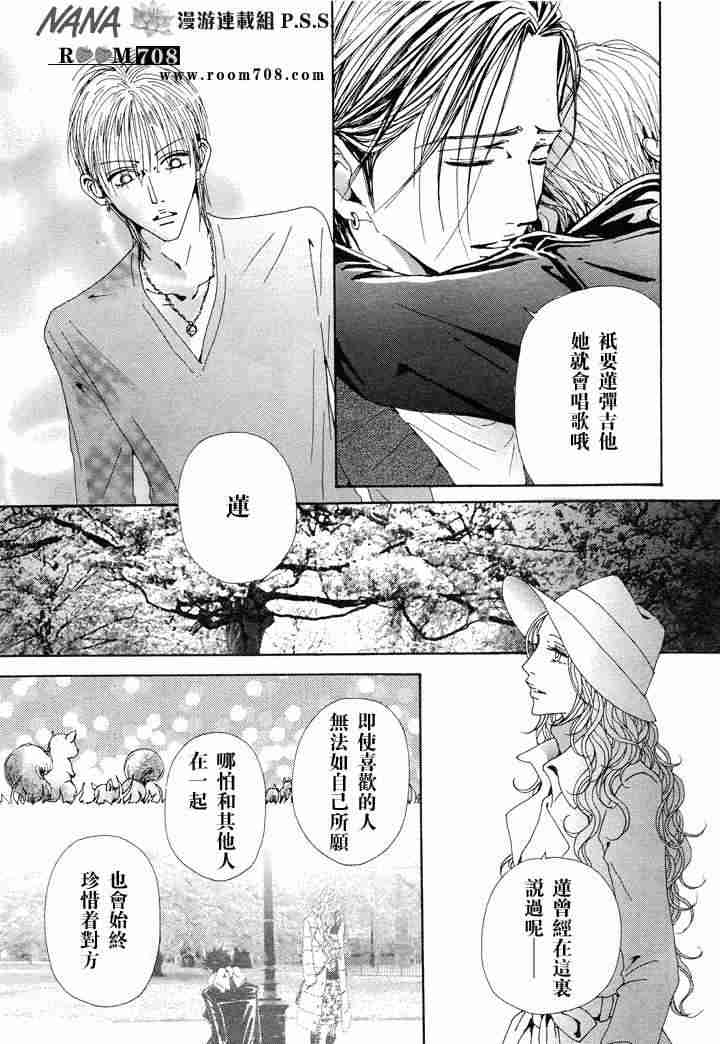 NANA 漫游連載組 P.S.S
ROOM 708
www.room708.com
祇要蓮彈吉他
她就會唱歌哦
蓮
蓮曾經在這裏
説過呢——
即使喜歡的人
無法如自己所願
哪怕和其他人
在一起
也會始終
珍惜着對方